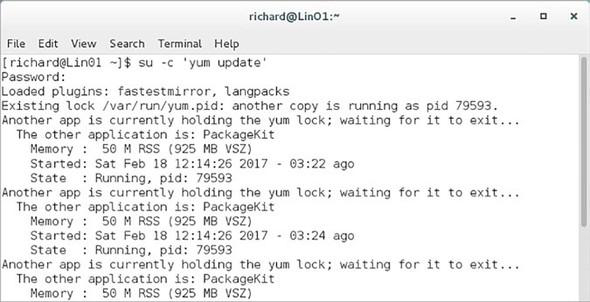 richard@Lin01:~
File Edit View Search Terminal Help
[richard@Lin01 ~]$ su -c 'yum update'
Password:
Loaded plugins: fastestmirror, langpacks
Existing lock /var/run/yum.pid: another copy is running as pid 79593.
Another app is currently holding the yum lock; waiting for it to exit...
  The other application is: PackageKit
    Memory :  50 M RSS (925 MB VSZ)
    Started: Sat Feb 18 12:14:26 2017 - 03:22 ago
    State  : Running, pid: 79593
Another app is currently holding the yum lock; waiting for it to exit...
  The other application is: PackageKit
    Memory :  50 M RSS (925 MB VSZ)
    Started: Sat Feb 18 12:14:26 2017 - 03:24 ago
    State  : Running, pid: 79593
Another app is currently holding the yum lock; waiting for it to exit...
  The other application is: PackageKit
    Memory :  50 M RSS (925 MB VSZ)